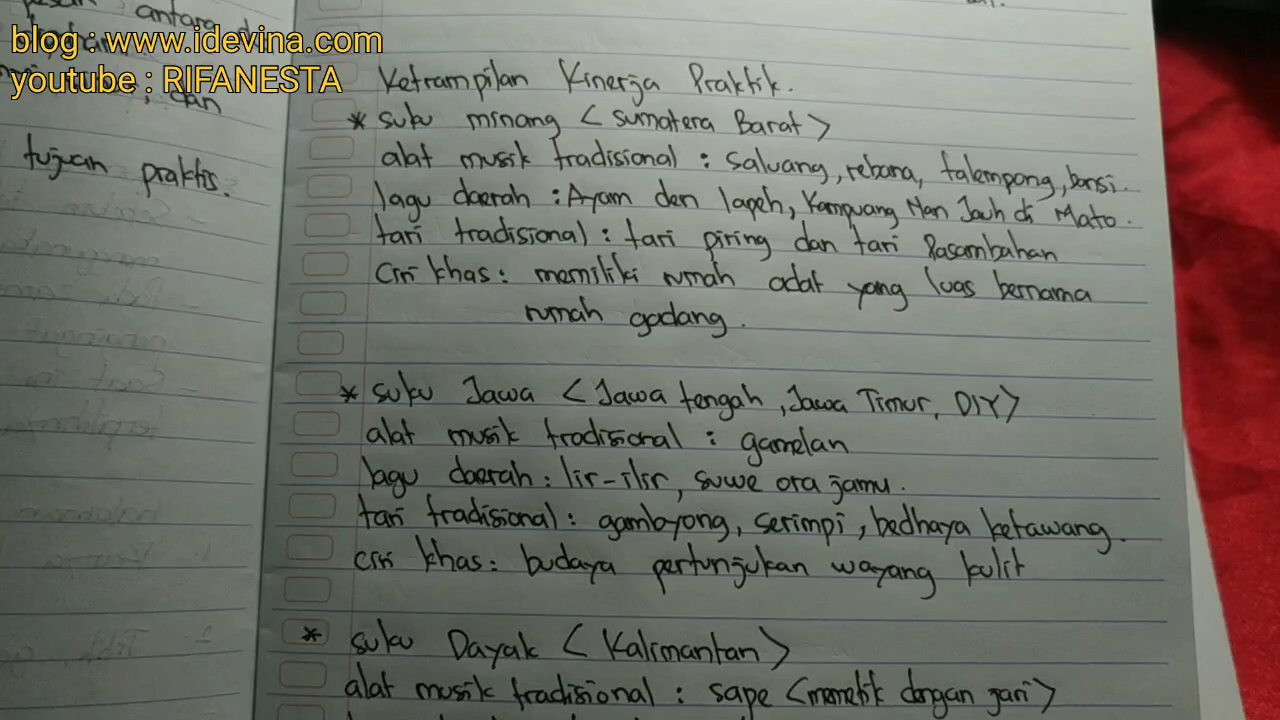 antara
blog : www.idevina.com
youtube : RIFANESTA
dan
tujuan praktis.
Ketrampilan Kinerja Praktik.
* suku minang < Sumatera Barat >
alat musik tradisional : saluang, rebana, talempong, bansi.
lagu daerah : Ayam den lapeh, Kampuang Nan Jauh di Mato.
tari tradisional : tari piring dan tari Pasambahan
Ciri khas : memiliki rumah adat yang luas bernama
rumah gadang.
* suku Jawa < Jawa tengah, Jawa Timur, DIY >
alat musik tradisional : gamelan
lagu daerah : lir-ilir, suwe ora jamu.
tari tradisional : gambyong, serimpi, bedhaya ketawang.
ciri khas : budaya pertunjukan wayang kulit
* suku Dayak < Kalimantan >
alat musik tradisional : sape < memetik dengan jari >